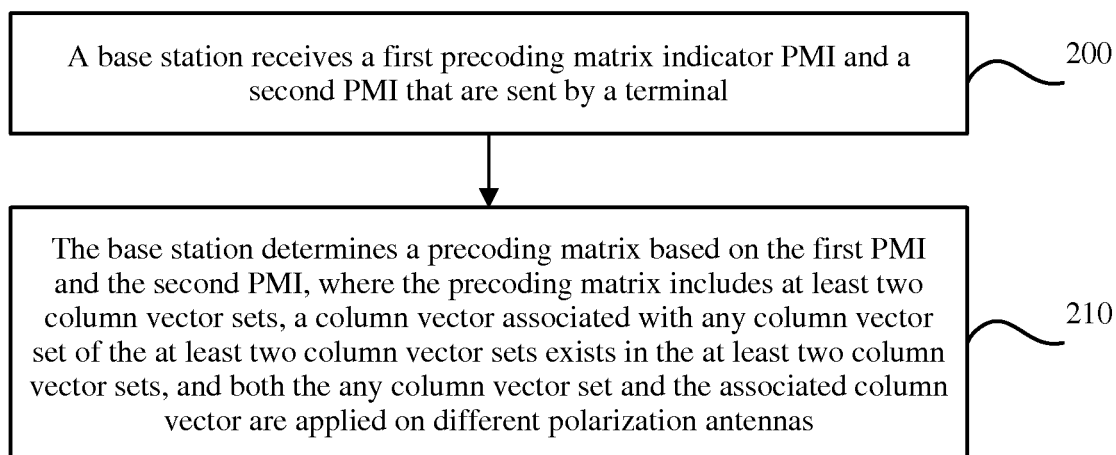 A base station receives a first precoding matrix indicator PMI and a
second PMI that are sent by a terminal
200
The base station determines a precoding matrix based on the first PMI
and the second PMI, where the precoding matrix includes at least two
column vector sets, a column vector associated with any column vector
set of the at least two column vector sets exists in the at least two column
vector sets, and both the any column vector set and the associated column
vector are applied on different polarization antennas
210